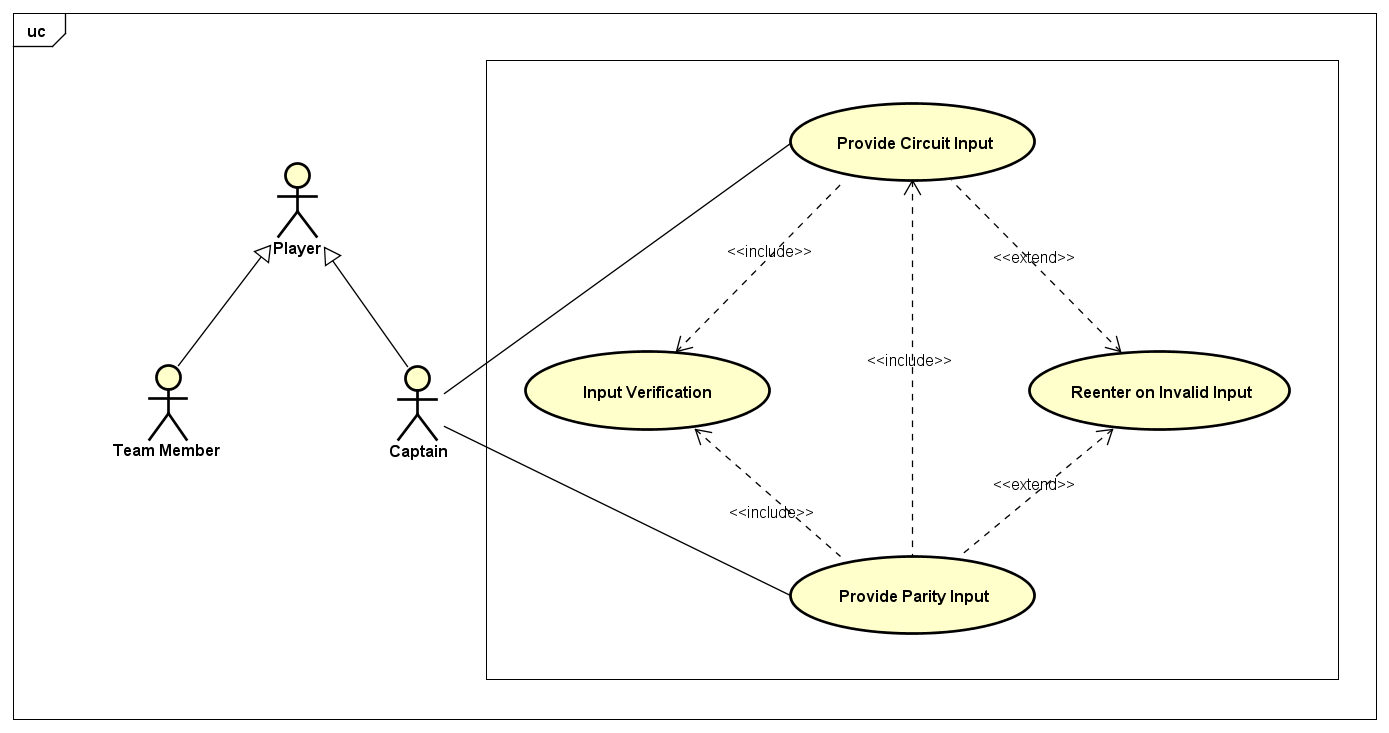 uc
Provide Circuit Input
Player
<<include>>
<<extend>>
<<include>>
Input Verification
Reenter on Invalid Input
Team Member
Captain
<<extend>>
<<include>>
Provide Parity Input